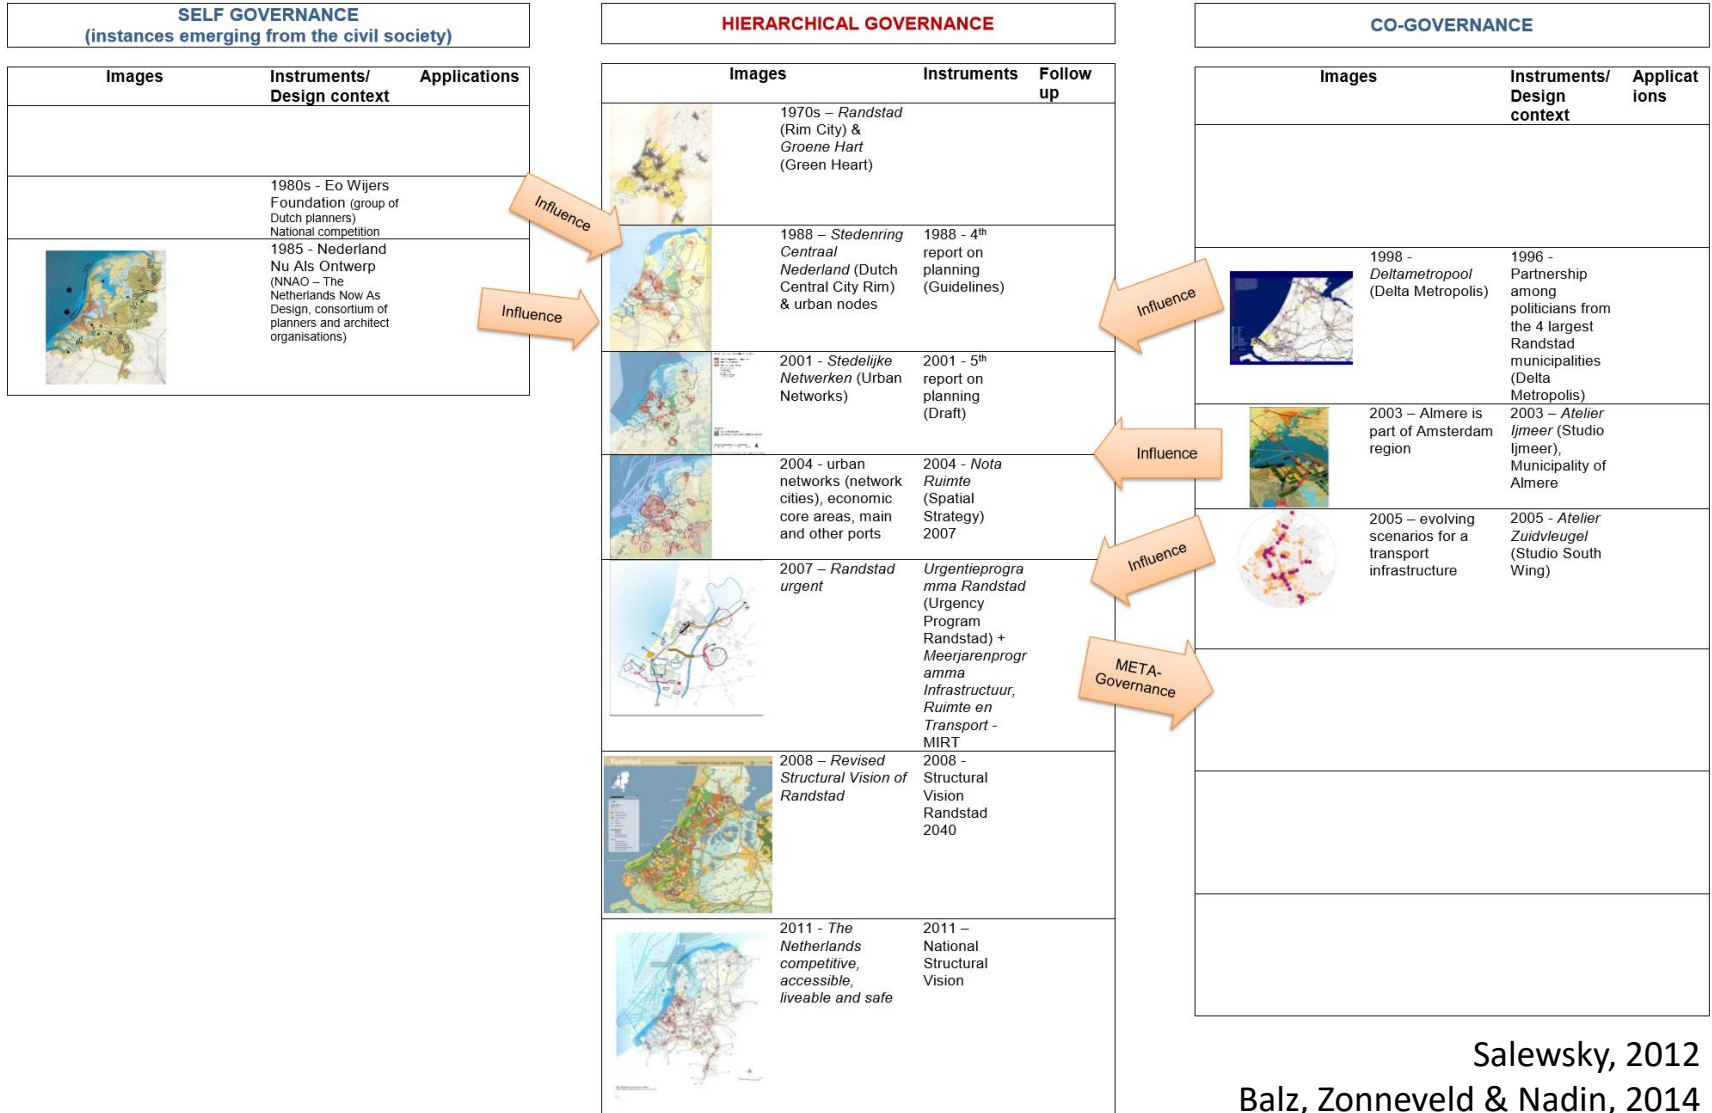 SELF GOVERNANCE
(instances emerging from the civil society)
Images
Instruments/
Design context
Applications
1980s - Eo Wijers
Foundation (group of
Dutch planners)
National competition
1985 - Nederland
Nu Als Ontwerp
(NNAO – The
Netherlands Now As
Design, consortium of
planners and architect
organisations)
Influence
Influence
HIERARCHICAL GOVERNANCE
Images
Instruments
Follow
up
1970s – Randstad
(Rim City) &
Groene Hart
(Green Heart)
1988 – Stedenring
Centraal
Nederland (Dutch
Central City Rim)
& urban nodes
1988 - 4th
report on
planning
(Guidelines)
2001 - Stedelijke
Netwerken (Urban
Networks)
2001 - 5th
report on
planning
(Draft)
2004 - urban
networks (network
cities), economic
core areas, main
and other ports
2004 - Nota
Ruimte
(Spatial
Strategy)
2007
2007 – Randstad
urgent
Urgentieprogra
mma Randstad
(Urgency
Program
Randstad) +
Meerjarenprogr
amma
Infrastructuur,
Ruimte en
Transport -
MIRT
2008 – Revised
Structural Vision of
Randstad
2008 -
Structural
Vision
Randstad
2040
2011 - The
Netherlands
competitive,
accessible,
liveable and safe
2011 –
National
Structural
Vision
Influence
Influence
Influence
META-
Governance
CO-GOVERNANCE
Images
Instruments/
Design
context
Applicat
ions
1998 -
Deltametropool
(Delta Metropolis)
1996 -
Partnership
among
politicians from
the 4 largest
Randstad
municipalities
(Delta
Metropolis)
2003 – Almere is
part of Amsterdam
region
2003 – Atelier
Ijmeer (Studio
Ijmeer),
Municipality of
Almere
2005 – evolving
scenarios for a
transport
infrastructure
2005 - Atelier
Zuidvleugel
(Studio South
Wing)
Salewsky, 2012
Balz, Zonneveld & Nadin, 2014